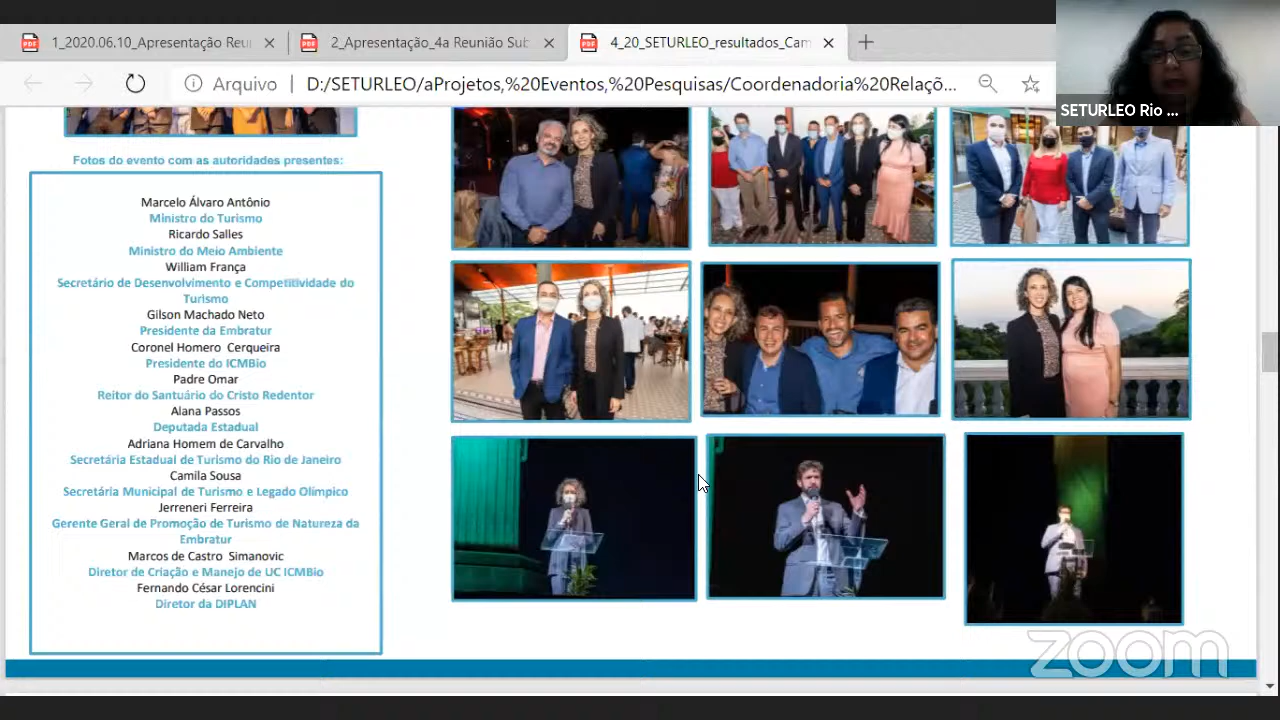 1_2020.06.10_Apresentação Reu
2_Apresentação_4a Reunião Sub
4_20_SETURLEO_resultados_Cam
Arquivo
D:/SETURLEO/aProjetos,%20Eventos,%20Pesquisas/Coordenadoria%20Relaçõ...
SETURLEO Rio ...
Fotos do evento com as autoridades presentes:
Marcelo Álvaro Antônio
Ministro do Turismo
Ricardo Salles
Ministro do Meio Ambiente
William França
Secretário de Desenvolvimento e Competitividade do
Turismo
Gilson Machado Neto
Presidente da Embratur
Coronel Homero Cerqueira
Presidente do ICMBio
Padre Omar
Reitor do Santuário do Cristo Redentor
Alana Passos
Deputada Estadual
Adriana Homem de Carvalho
Secretária Estadual de Turismo do Rio de Janeiro
Camila Sousa
Secretária Municipal de Turismo e Legado Olímpico
Jerreneri Ferreira
Gerente Geral de Promoção de Turismo de Natureza da
Embratur
Marcos de Castro Simanovic
Diretor de Criação e Manejo de UC ICMBio
Fernando César Lorencini
Diretor da DIPLAN
zoom